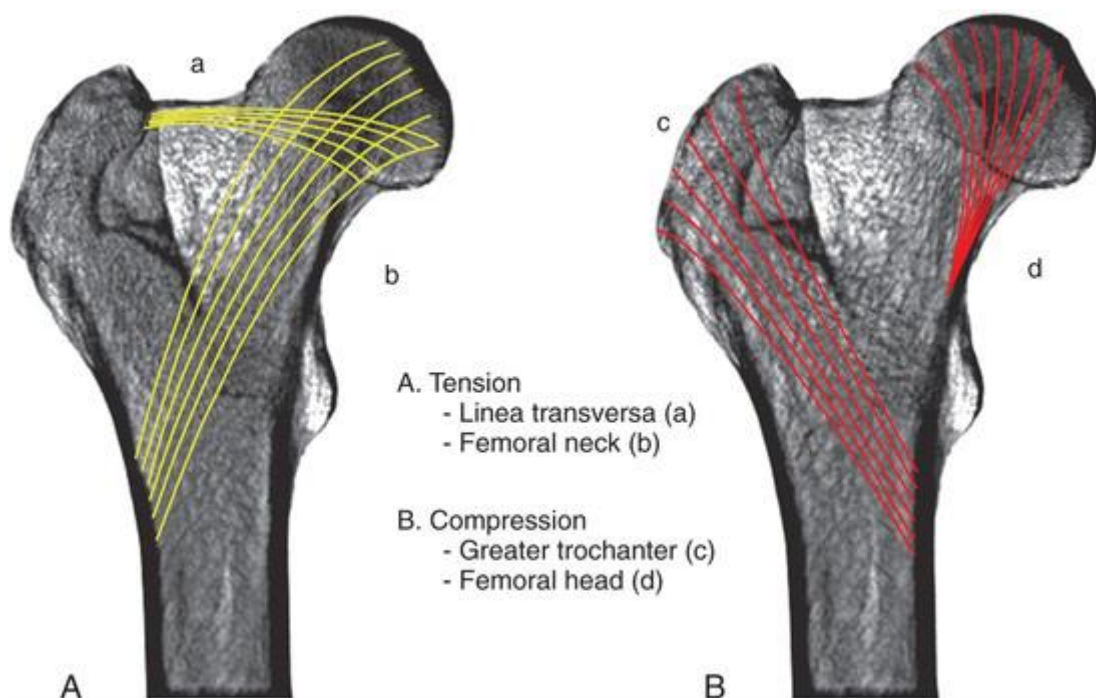 a
b
c
d
A. Tension
- Linea transversa (a)
- Femoral neck (b)
B. Compression
- Greater trochanter (c)
- Femoral head (d)
A
B